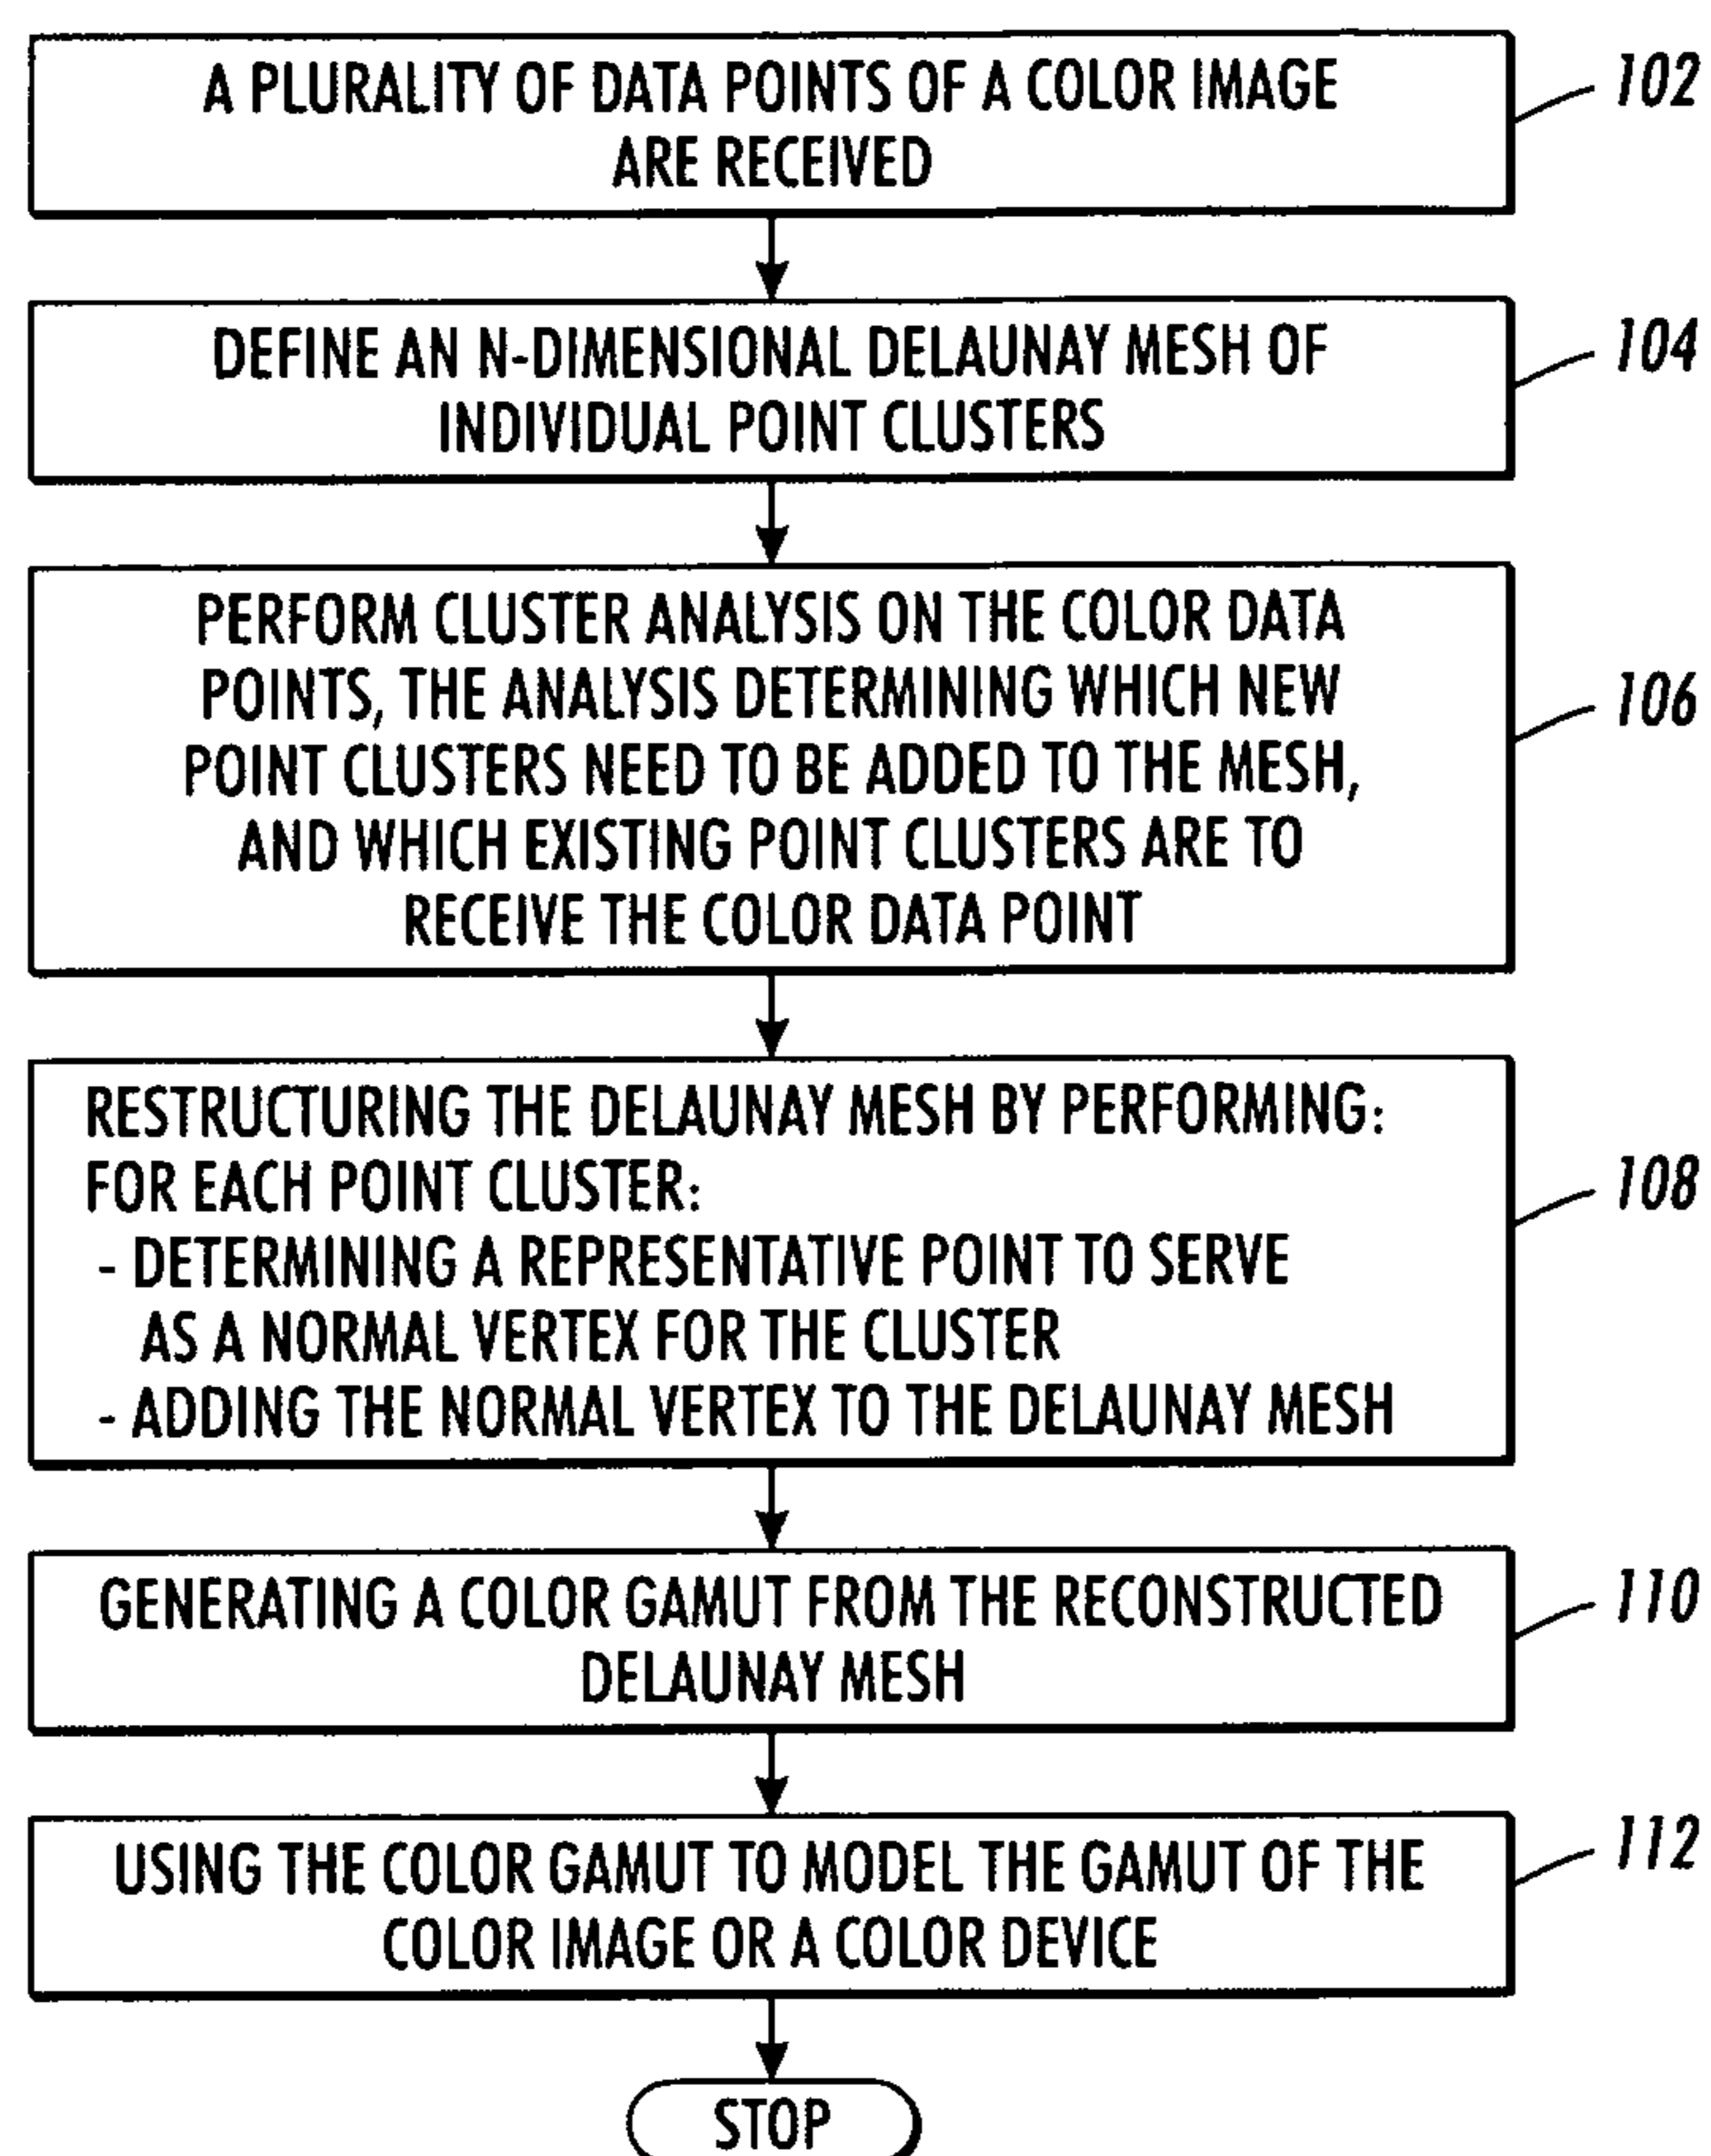 A PLURALITY OF DATA POINTS OF A COLOR IMAGE
ARE RECEIVED
102
DEFINE AN N-DIMENSIONAL DELAUNAY MESH OF
INDIVIDUAL POINT CLUSTERS
104
PERFORM CLUSTER ANALYSIS ON THE COLOR DATA
POINTS, THE ANALYSIS DETERMINING WHICH NEW
POINT CLUSTERS NEED TO BE ADDED TO THE MESH,
AND WHICH EXISTING POINT CLUSTERS ARE TO
RECEIVE THE COLOR DATA POINT
106
RESTRUCTURING THE DELAUNAY MESH BY PERFORMING:
FOR EACH POINT CLUSTER:
- DETERMINING A REPRESENTATIVE POINT TO SERVE
AS A NORMAL VERTEX FOR THE CLUSTER
- ADDING THE NORMAL VERTEX TO THE DELAUNAY MESH
108
GENERATING A COLOR GAMUT FROM THE RECONSTRUCTED
DELAUNAY MESH
110
USING THE COLOR GAMUT TO MODEL THE GAMUT OF THE
COLOR IMAGE OR A COLOR DEVICE
112
STOP